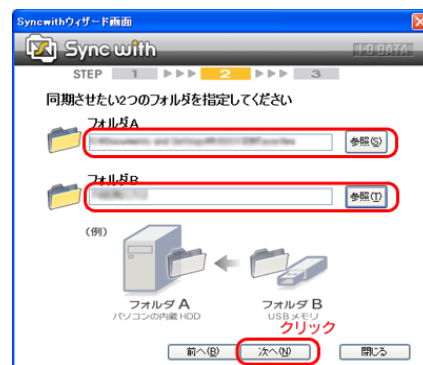 Syncwithウィザード画面
Sync with
I-O DATA
STEP 1 ▶▶▶ 2 ▶▶▶ 3
同期させたい2つのフォルダを指定してください
フォルダA
参照(S)
フォルダB
参照(T)
(例)
フォルダ A
パソコンの内蔵 HDD
フォルダ B
USBメモリ
クリック
前へ(B)
次へ(N)
閉じる